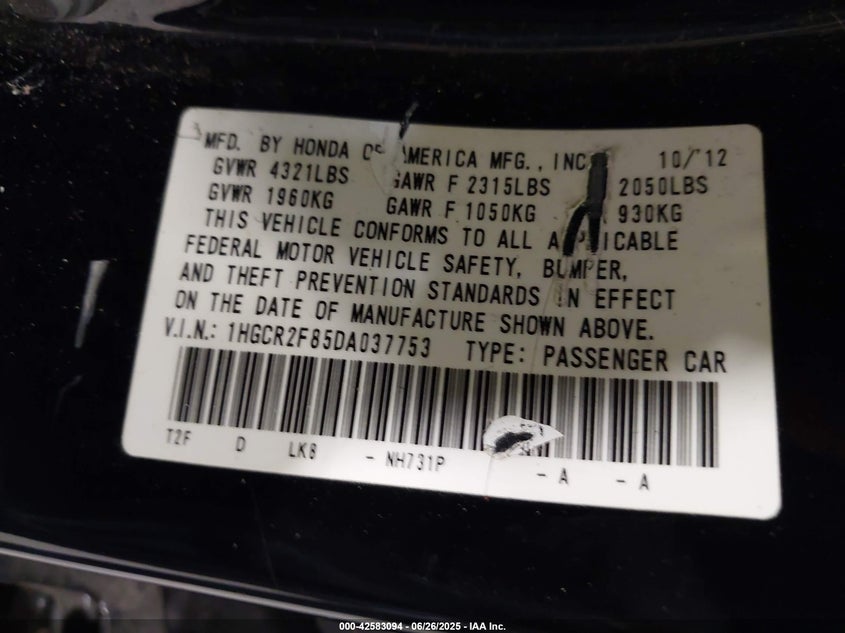 MFD. BY HONDA OF AMERICA MFG., INC. 10/12
GVWR 4321LBS GAWR F 2315LBS 2050LBS
GVWR 1960KG GAWR F 1050KG 930KG
THIS VEHICLE CONFORMS TO ALL APPLICABLE
FEDERAL MOTOR VEHICLE SAFETY, BUMPER,
AND THEFT PREVENTION STANDARDS IN EFFECT
ON THE DATE OF MANUFACTURE SHOWN ABOVE.
V.I.N.: 1HGCR2F85DA037753 TYPE: PASSENGER CAR
T2F D LK8 - NH731P - A - A
000-42583094 - 06/26/2025 - IAA Inc.